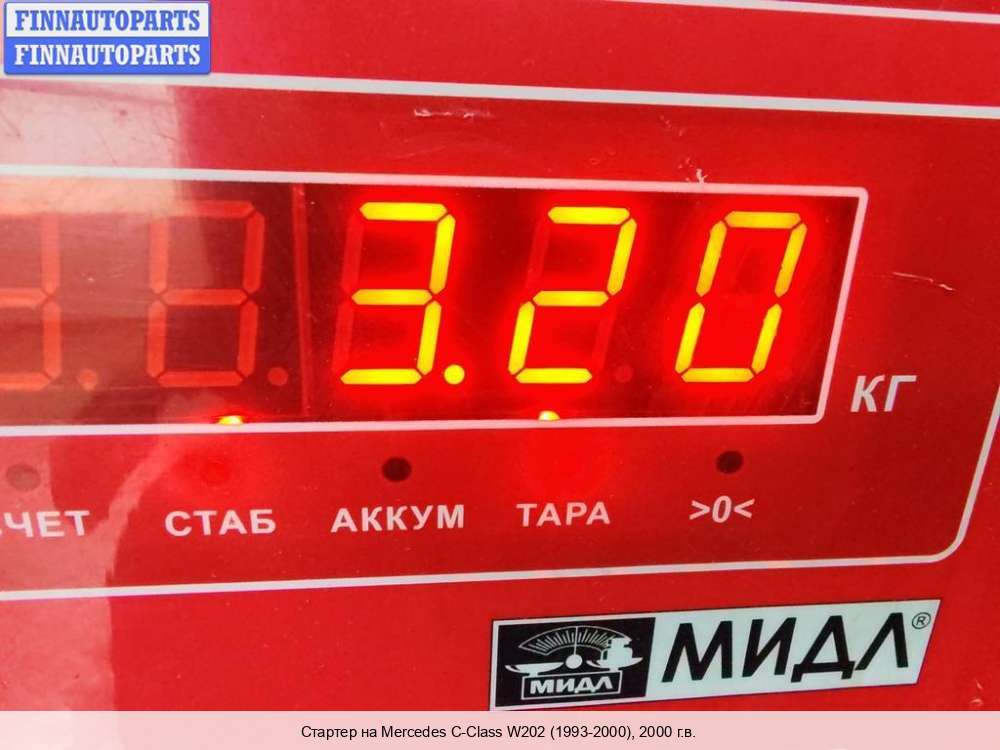 FINNAUTOPARTS
FINNAUTOPARTS
3.20
КГ
ЧЕТ СТАБ АККУМ ТАРА >0<
МИДЛ МИДЛ®
Стартер на Mercedes C-Class W202 (1993-2000), 2000 г.в.